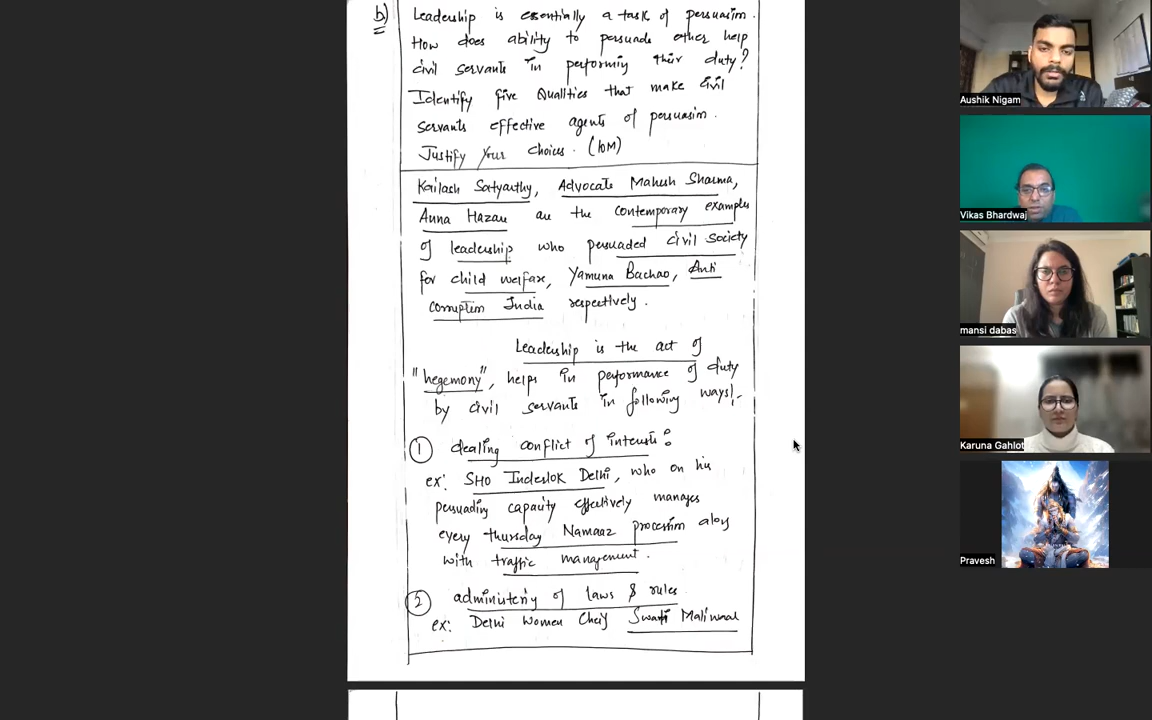 b) Leadership is essentially a task of persuasion.
How does ability to persuade other help
civil servants in performing their duty?
Identify five Qualities that make civil
servants effective agents of persuasion.
Justify your choices. (10M)
Kailash Satyarthy, Advocate Mahesh Sharma,
Anna Hazare are the contemporary examples
of leadership who persuaded civil society
for child welfare, Yamuna Bachao, Anti
corruption India respectively.
Leadership is the act of
"hegemony", helps in performance of duty
by civil servants in following ways!-
1 dealing conflict of interests:
ex: SHO Inderlok Delhi, who on his
persuading capacity effectively manages
every thursday Namaaz procession along
with traffic management.
2 administering of laws & rules
ex: Delhi Women Cheif Swati Maliwal
Aushik Nigam
Vikas Bhardwaj
mansi dabas
Karuna Gahlot
Pravesh